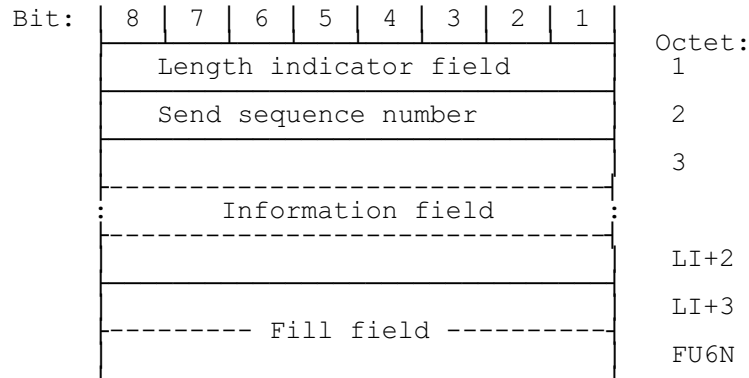 Bit: 8 7 6 5 4 3 2 1
Octet:
Length indicator field 1
Send sequence number 2
3
: Information field :
LI+2
LI+3
Fill field
FU6N